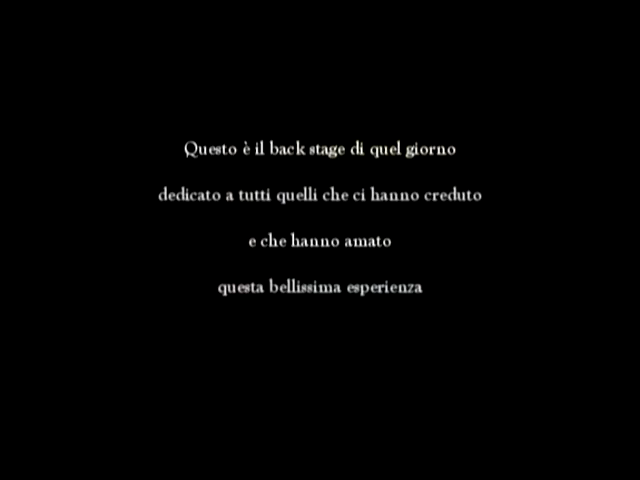 Questo è il back stage di quel giorno
dedicato a tutti quelli che ci hanno creduto
e che hanno amato
questa bellissima esperienza